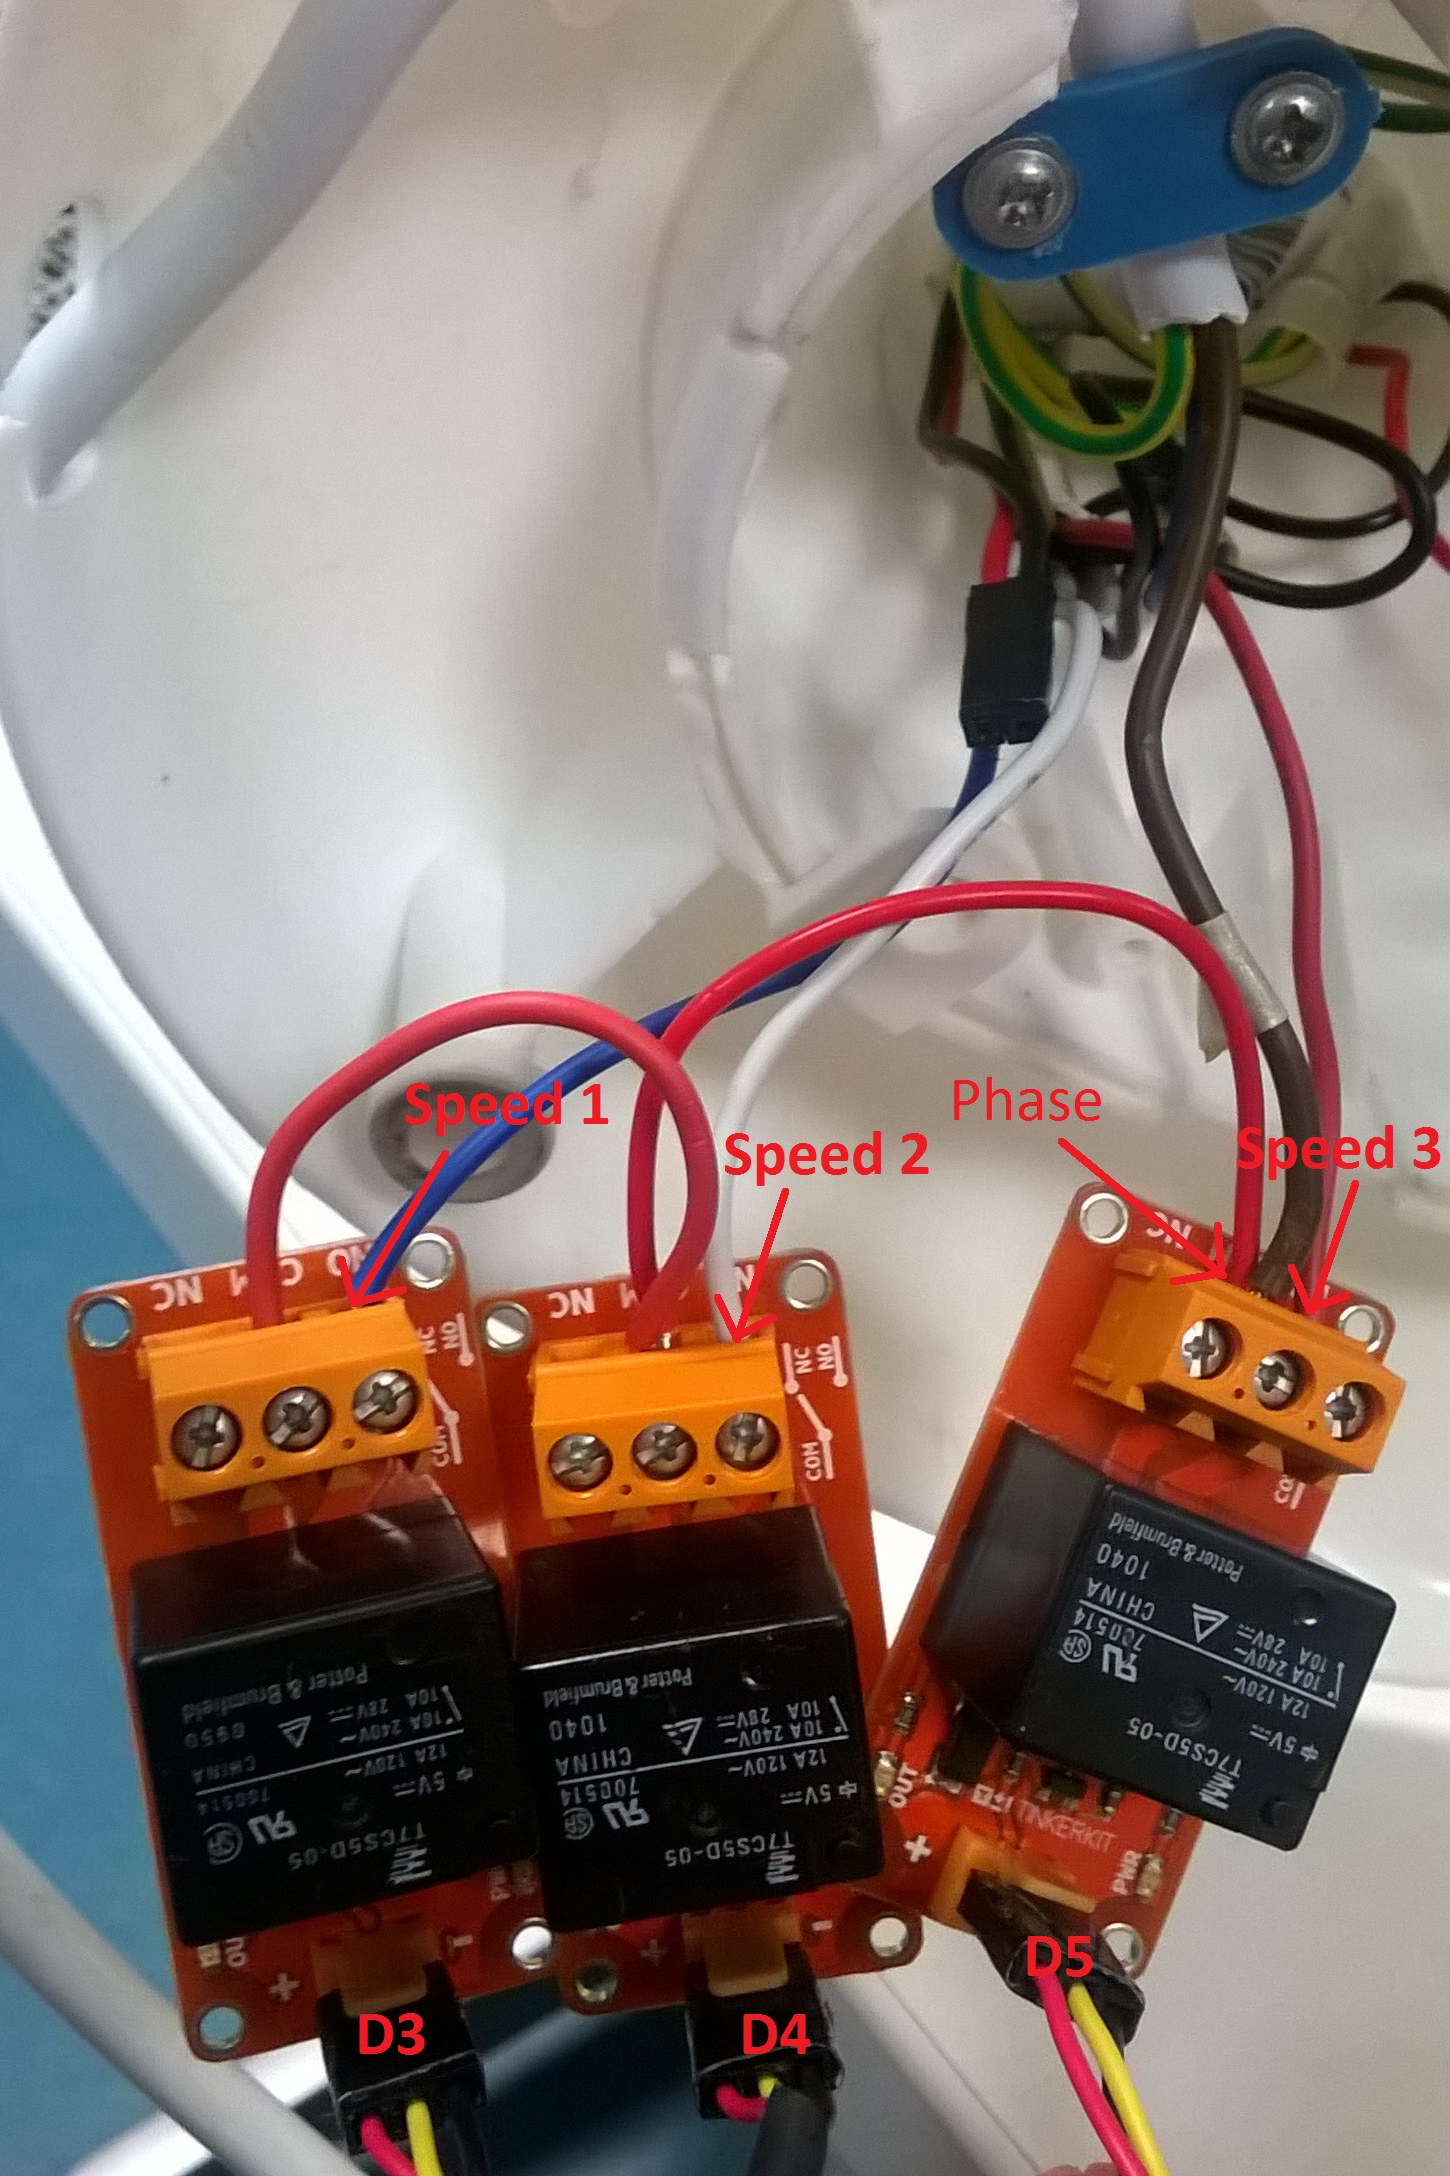 Speed 1
Phase
Speed 2
Speed 3
NC
NO
NC
NO
COM
NC
NC
NO
COM
NC
Potter & Brumfield
CHINA
700514
10A 240V~
10A 28V
12A 120V~
5V
T7CS5D-05
Potter & Brumfield
1040
CHINA
700514
10A 240V~
10A 28V
12A 120V~
5V
T7CS5D-05
Potter & Brumfield
1040
CHINA
700514
10A 240V~
10A 28V
12A 120V~
5V
T7CS5D-05
OUT
TINKERKIT
PWR
+
+
-
+
-
D3
D4
D5